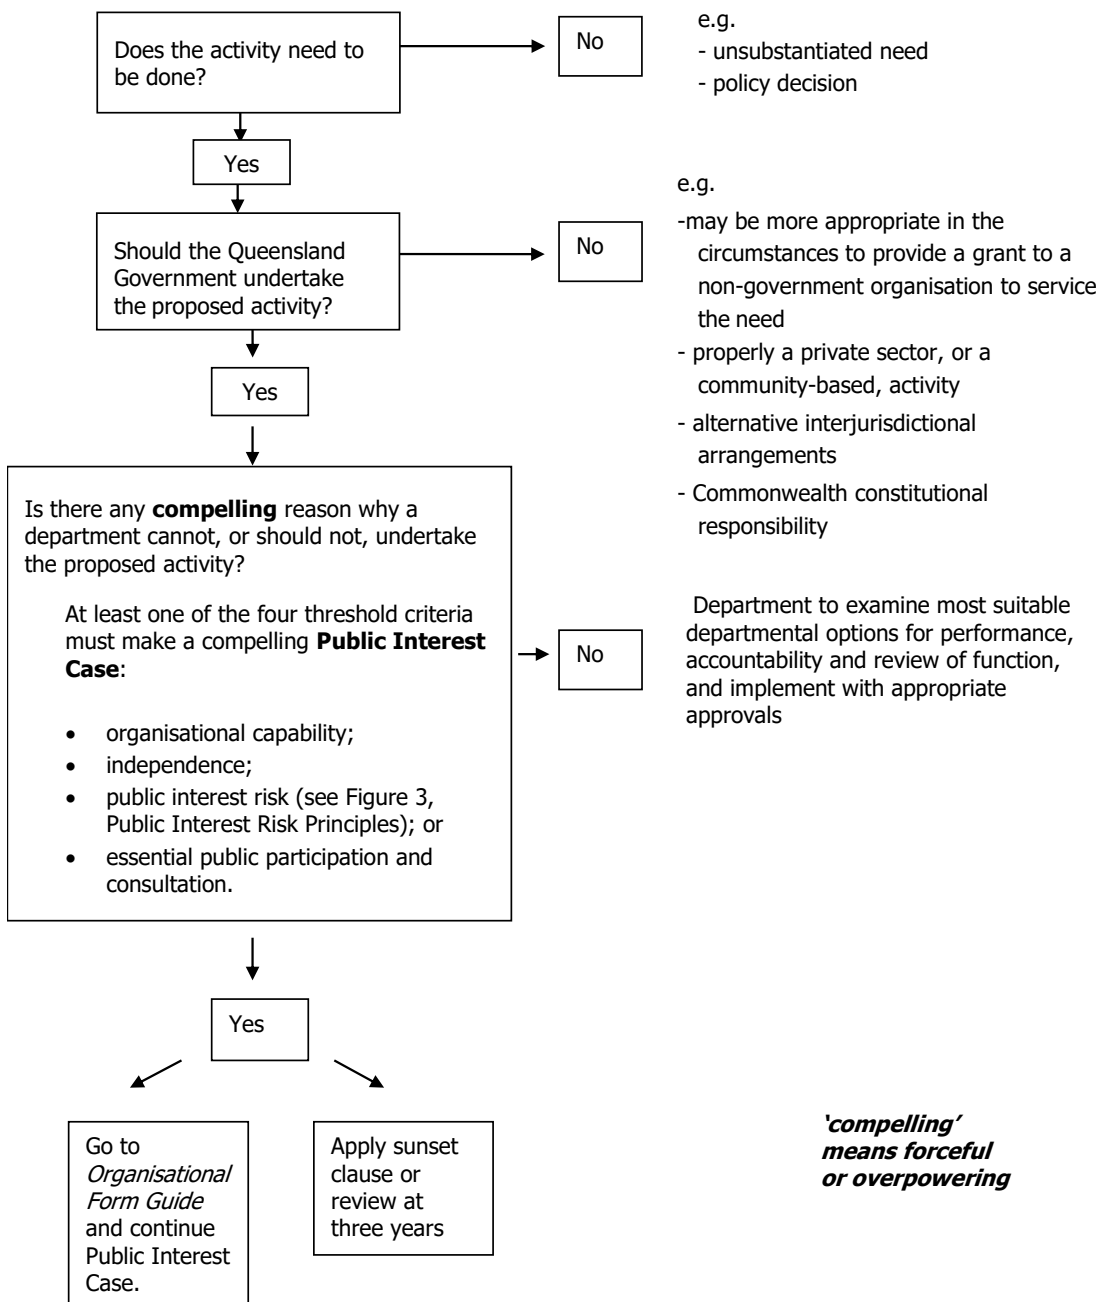 Does the activity need to
be done?
No
e.g.
- unsubstantiated need
- policy decision
Yes
Should the Queensland
Government undertake
the proposed activity?
No
e.g.
-may be more appropriate in the
circumstances to provide a grant to a
non-government organisation to service
the need
- properly a private sector, or a
community-based, activity
- alternative interjurisdictional
arrangements
- Commonwealth constitutional
responsibility
Yes
Is there any compelling reason why a
department cannot, or should not, undertake
the proposed activity?
At least one of the four threshold criteria
must make a compelling Public Interest
Case:
• organisational capability;
• independence;
• public interest risk (see Figure 3,
Public Interest Risk Principles); or
• essential public participation and
consultation.
No
Department to examine most suitable
departmental options for performance,
accountability and review of function,
and implement with appropriate
approvals
Yes
Go to
Organisational
Form Guide
and continue
Public Interest
Case.
Apply sunset
clause or
review at
three years
‘compelling’
means forceful
or overpowering